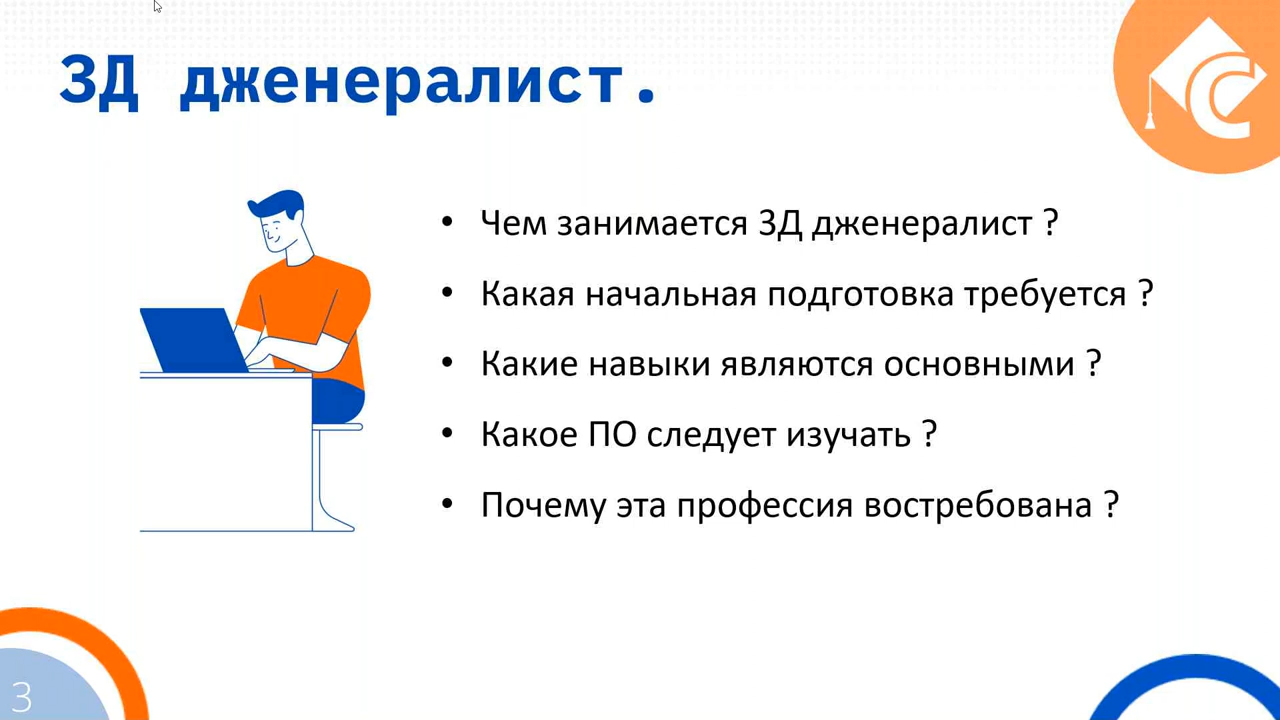 3Д дженералист.
• Чем занимается 3Д дженералист ?
• Какая начальная подготовка требуется ?
• Какие навыки являются основными ?
• Какое ПО следует изучать ?
• Почему эта профессия востребована ?
3